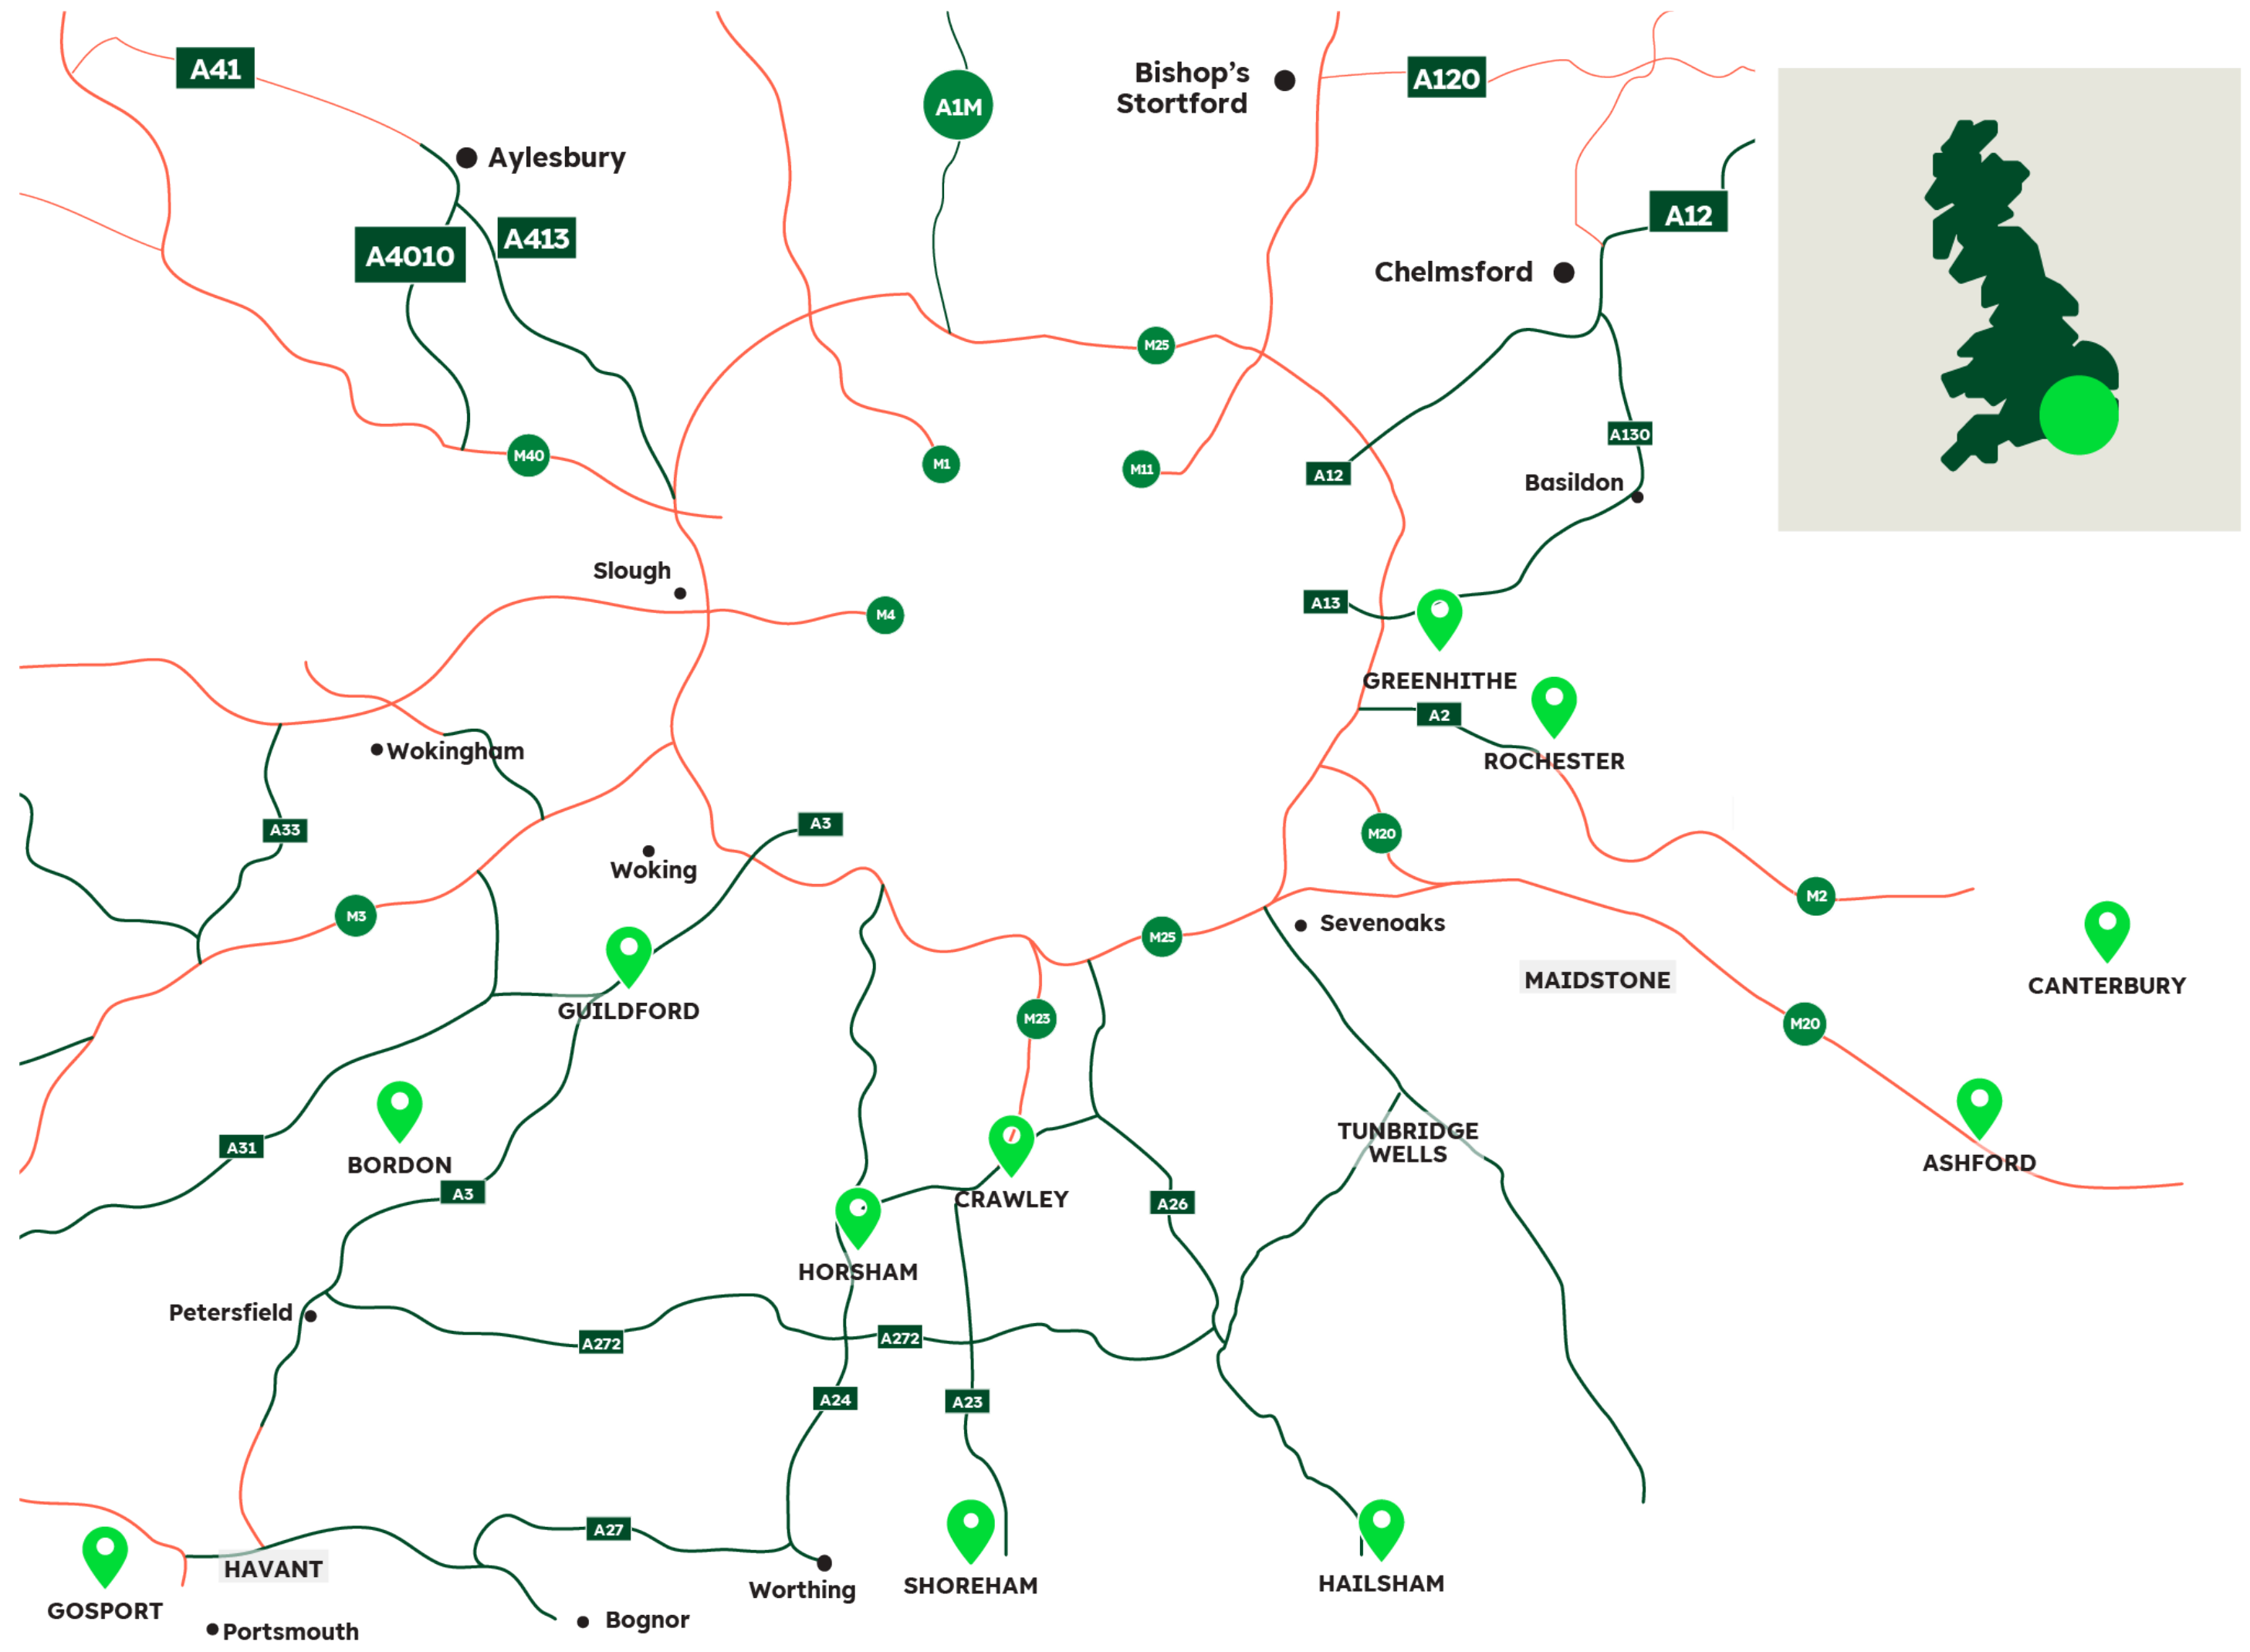 A41
A1M
Bishop's
Stortford
A120
Aylesbury
A12
A4010
A413
Chelmsford
M25
A130
M40
M1
M11
A12
Basildon
Slough
M4
A13
GREENHITHE
A2
ROCHESTER
Wokingham
A33
A3
M20
Woking
M3
M2
Sevenoaks
M25
MAIDSTONE
CANTERBURY
GUILDFORD
M23
M20
A31
BORDON
TUNBRIDGE
WELLS
ASHFORD
A3
CRAWLEY
A26
HORSHAM
Petersfield
A272
A272
A24
A23
A27
HAVANT
Worthing
SHOREHAM
HAILSHAM
GOSPORT
Portsmouth
Bognor